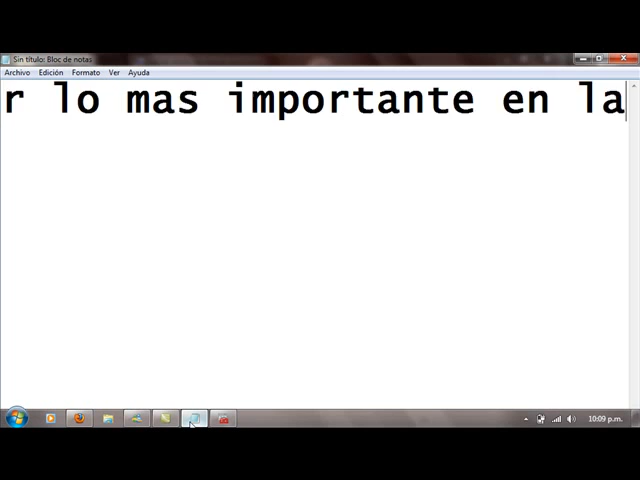 Sin título: Bloc de notas
Archivo Edición Formato Ver Ayuda
r lo mas importante en la
10:09 p.m.